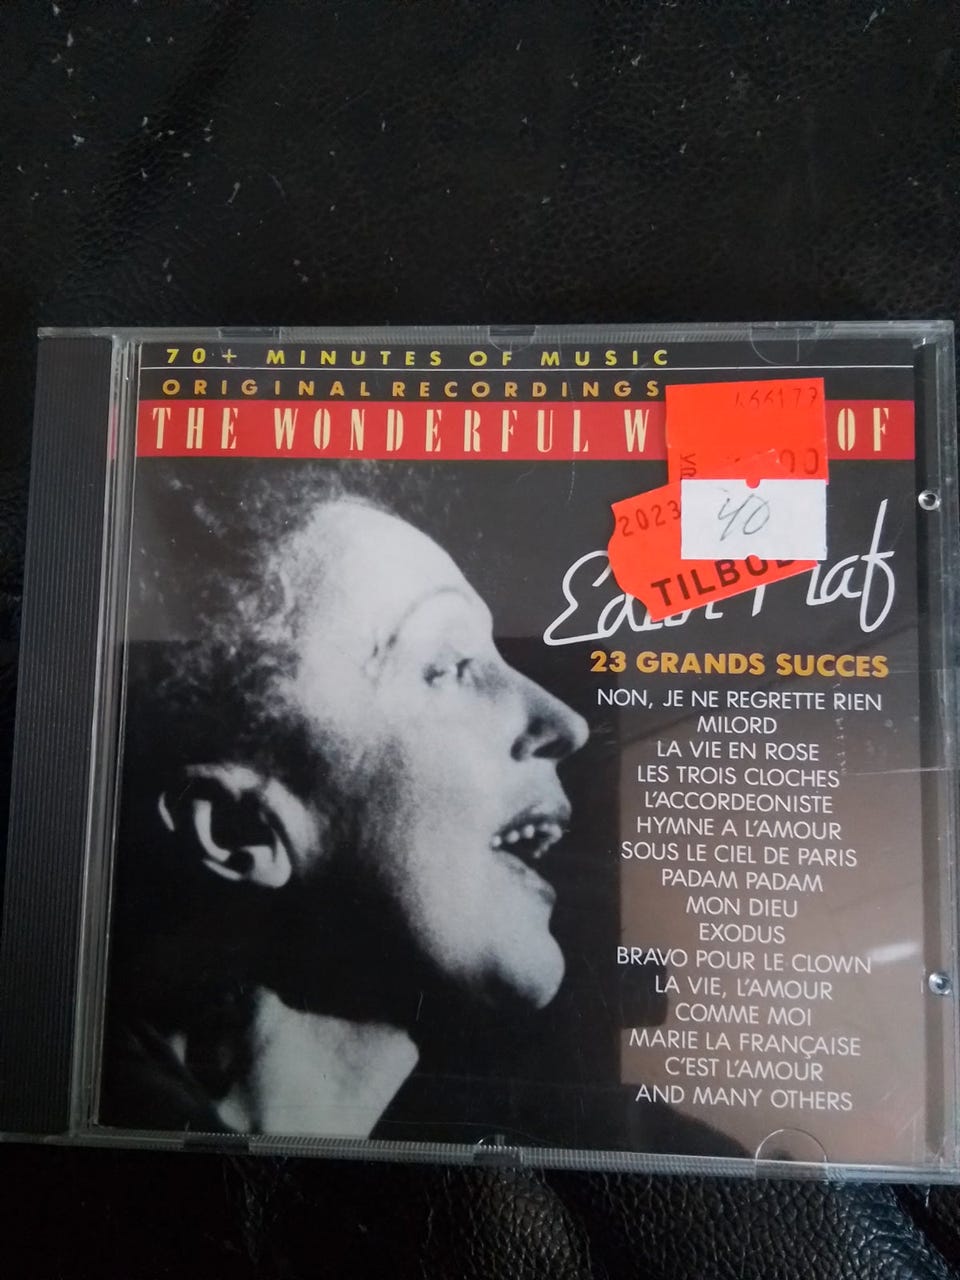 70+ MINUTES OF MUSIC
ORIGINAL RECORDINGS
THE WONDERFUL W OF
2023
40
TILBUD
Edith Piaf
23 GRANDS SUCCES
NON, JE NE REGRETTE RIEN
MILORD
LA VIE EN ROSE
LES TROIS CLOCHES
L'ACCORDEONISTE
HYMNE A L'AMOUR
SOUS LE CIEL DE PARIS
PADAM PADAM
MON DIEU
EXODUS
BRAVO POUR LE CLOWN
LA VIE, L'AMOUR
COMME MOI
MARIE LA FRANÇAISE
C'EST L'AMOUR
AND MANY OTHERS